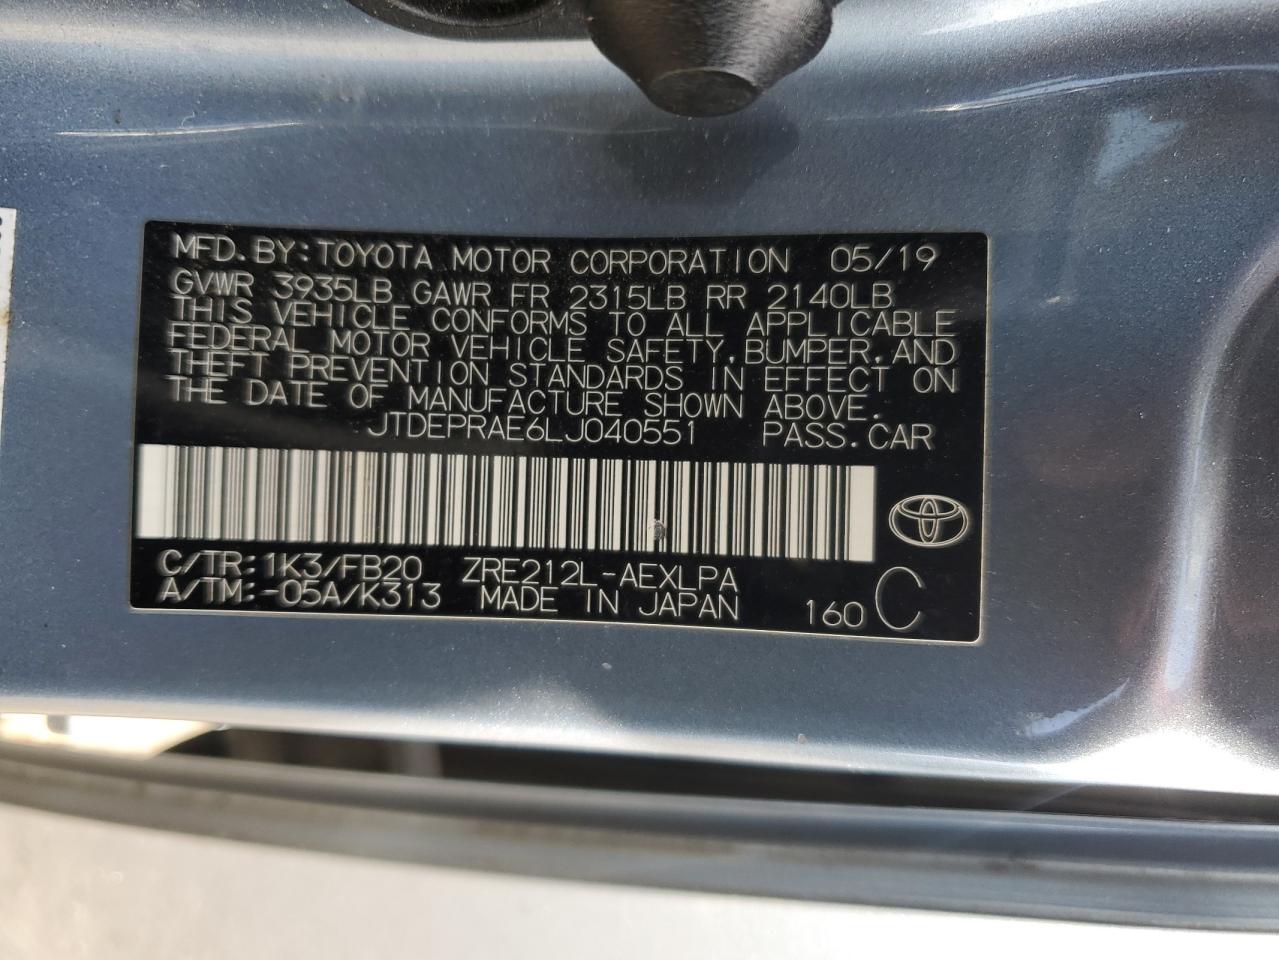 MFD. BY: TOYOTA MOTOR CORPORATION 05/19
GVWR 3935LB GAWR FR 2315LB RR 2140LB
THIS VEHICLE CONFORMS TO ALL APPLICABLE
FEDERAL MOTOR VEHICLE SAFETY, BUMPER, AND
THEFT PREVENTION STANDARDS IN EFFECT ON
THE DATE OF MANUFACTURE SHOWN ABOVE.
JTDEPRAE6LJ040551 PASS. CAR
C/TR: 1K3/FB20 ZRE212L-AEXLPA
A/TM: -05A/K313 MADE IN JAPAN 160 C